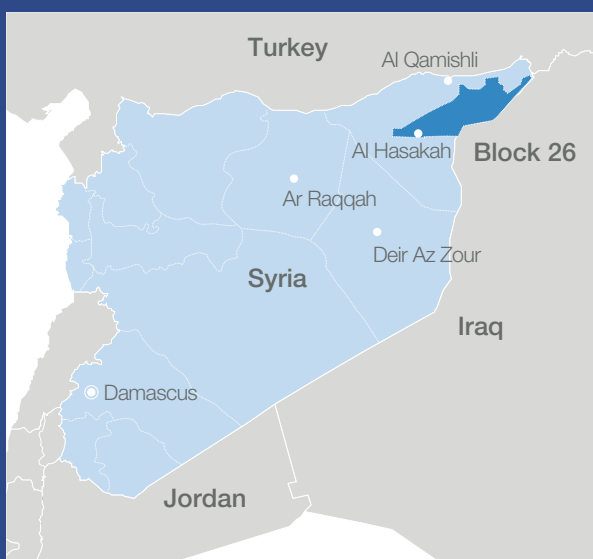 Turkey
Al Qamishli
Al Hasakah
Block 26
Ar Raqqah
Deir Az Zour
Syria
Iraq
Damascus
Jordan